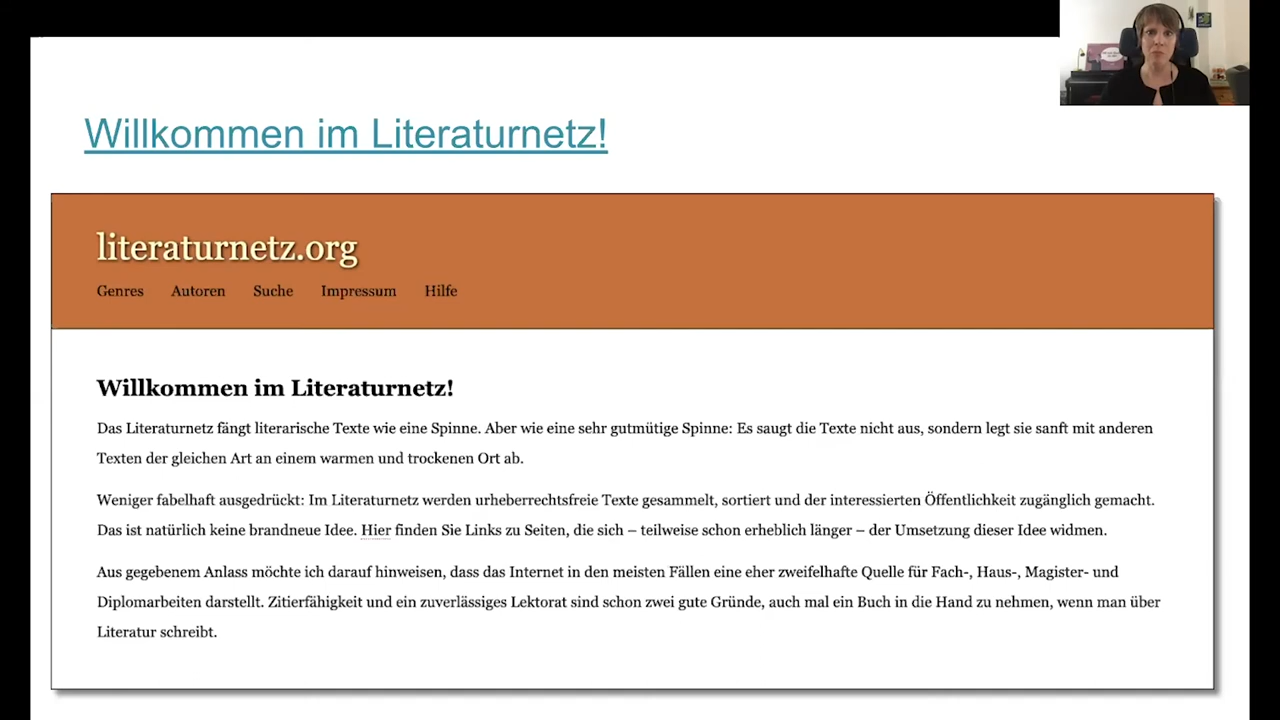 Willkommen im Literaturnetz!
literaturnetz.org
Genres Autoren Suche Impressum Hilfe
Willkommen im Literaturnetz!
Das Literaturnetz fängt literarische Texte wie eine Spinne. Aber wie eine sehr gutmütige Spinne: Es saugt die Texte nicht aus, sondern legt sie sanft mit anderen
Texten der gleichen Art an einem warmen und trockenen Ort ab.
Weniger fabelhaft ausgedrückt: Im Literaturnetz werden urheberrechtsfreie Texte gesammelt, sortiert und der interessierten Öffentlichkeit zugänglich gemacht.
Das ist natürlich keine brandneue Idee. Hier finden Sie Links zu Seiten, die sich – teilweise schon erheblich länger – der Umsetzung dieser Idee widmen.
Aus gegebenem Anlass möchte ich darauf hinweisen, dass das Internet in den meisten Fällen eine eher zweifelhafte Quelle für Fach-, Haus-, Magister- und
Diplomarbeiten darstellt. Zitierfähigkeit und ein zuverlässiges Lektorat sind schon zwei gute Gründe, auch mal ein Buch in die Hand zu nehmen, wenn man über
Literatur schreibt.